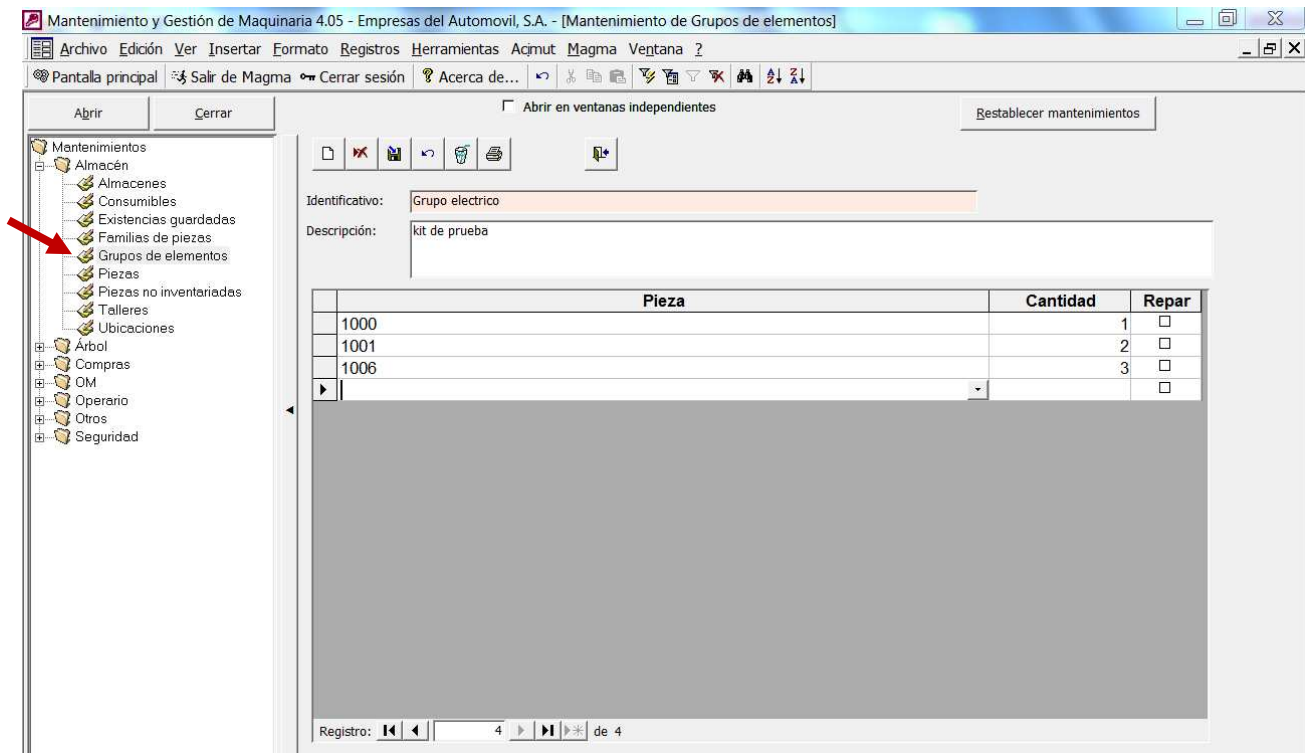 Mantenimiento y Gestión de Maquinaria 4.05 - Empresas del Automovil, S.A. - [Mantenimiento de Grupos de elementos]
Archivo Edición Ver Insertar Formato Registros Herramientas Acimut Magma Ventana ?
Pantalla principal Salir de Magma Cerrar sesión Acerca de...
Abrir Cerrar Abrir en ventanas independientes Restablecer mantenimientos
Mantenimientos
Almacén
Almacenes
Consumibles
Existencias guardadas
Familias de piezas
Grupos de elementos
Piezas
Piezas no inventariadas
Talleres
Ubicaciones
Árbol
Compras
OM
Operario
Otros
Seguridad
Identificativo: Grupo electrico
Descripción: kit de prueba
Pieza Cantidad Repar
1000 1
1001 2
1006 3
Registro: 4 de 4